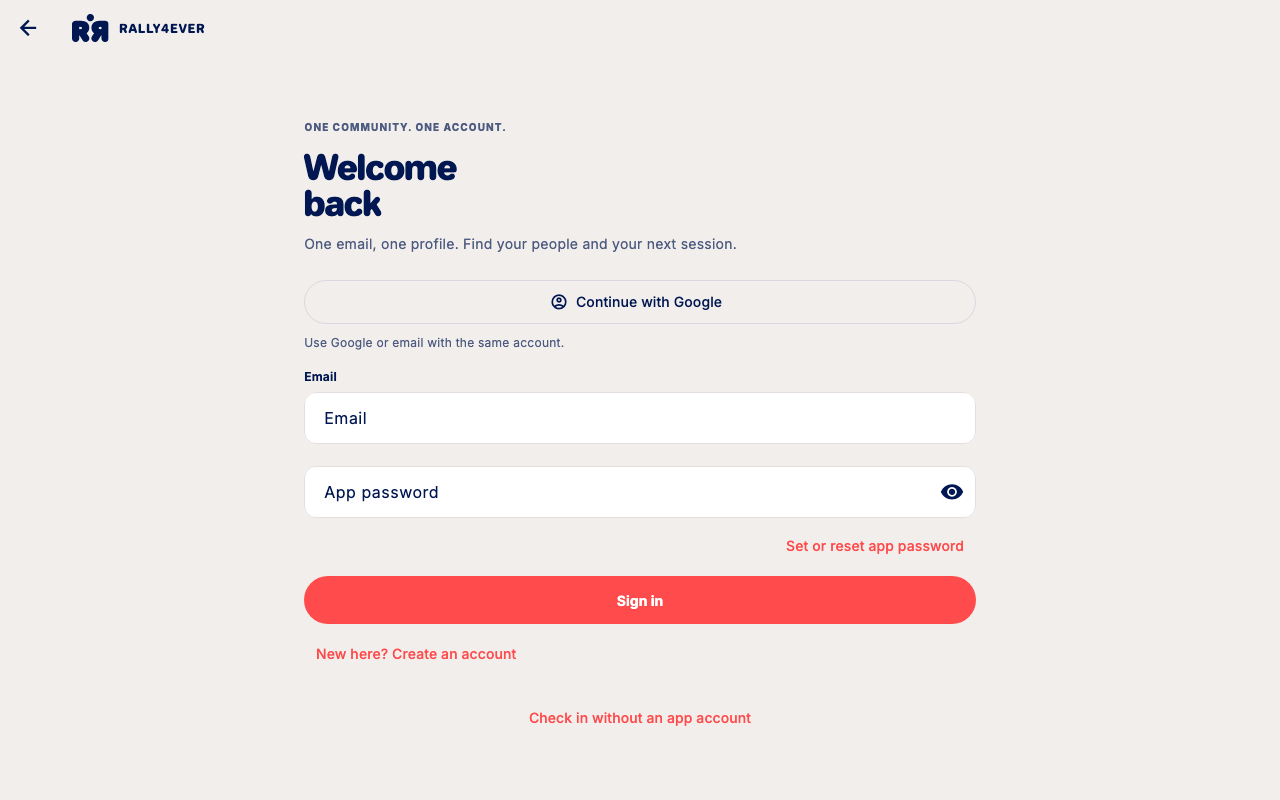 RALLY4EVER
ONE COMMUNITY. ONE ACCOUNT.
Welcome
back
One email, one profile. Find your people and your next session.
Continue with Google
Use Google or email with the same account.
Email
Email
App password
Set or reset app password
Sign in
New here? Create an account
Check in without an app account